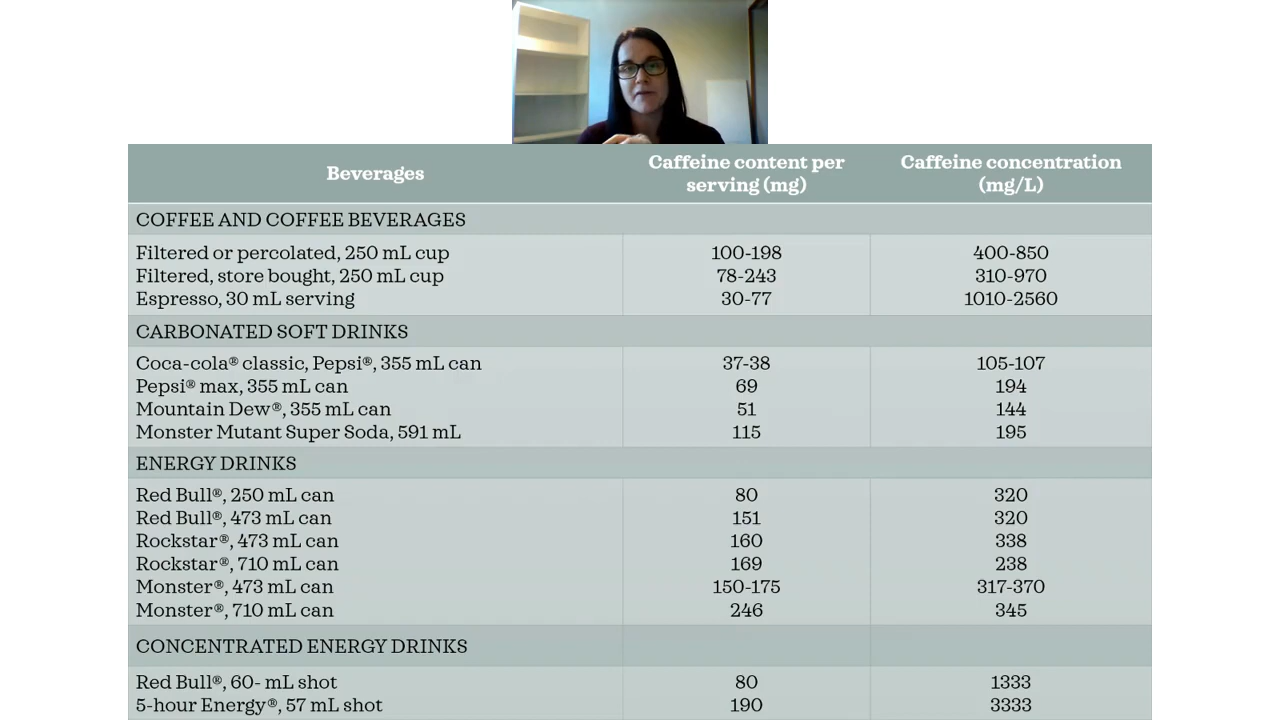 Beverages
Caffeine content per serving (mg)
Caffeine concentration (mg/L)
COFFEE AND COFFEE BEVERAGES
Filtered or percolated, 250 mL cup 100-198 400-850
Filtered, store bought, 250 mL cup 78-243 310-970
Espresso, 30 mL serving 30-77 1010-2560
CARBONATED SOFT DRINKS
Coca-cola® classic, Pepsi®, 355 mL can 37-38 105-107
Pepsi® max, 355 mL can 69 194
Mountain Dew®, 355 mL can 51 144
Monster Mutant Super Soda, 591 mL 115 195
ENERGY DRINKS
Red Bull®, 250 mL can 80 320
Red Bull®, 473 mL can 151 320
Rockstar®, 473 mL can 160 338
Rockstar®, 710 mL can 169 238
Monster®, 473 mL can 150-175 317-370
Monster®, 710 mL can 246 345
CONCENTRATED ENERGY DRINKS
Red Bull®, 60- mL shot 80 1333
5-hour Energy®, 57 mL shot 190 3333